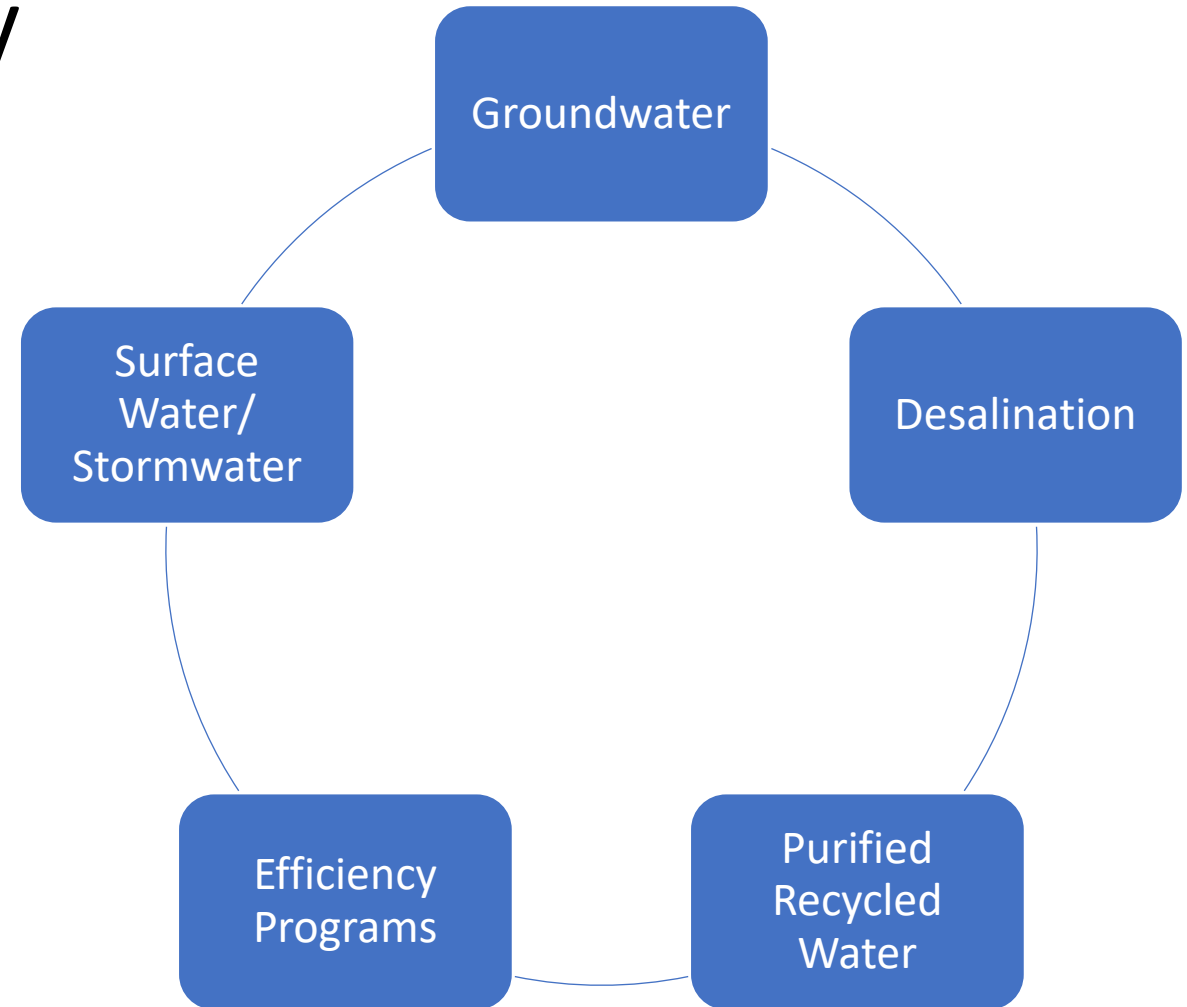 Groundwater
Desalination
Purified
Recycled
Water
Efficiency
Programs
Surface
Water/
Stormwater